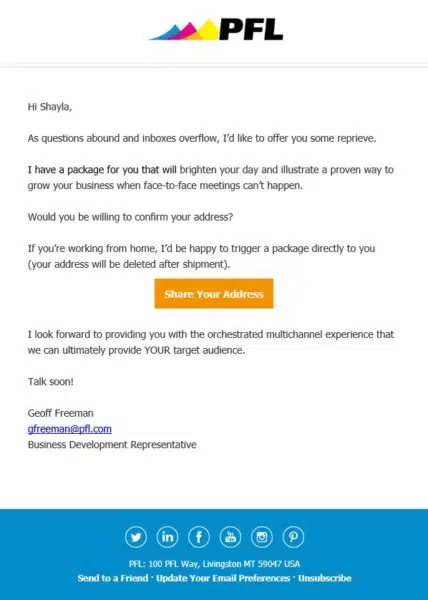 PFL
Hi Shayla,
As questions abound and inboxes overflow, I'd like to offer you some reprieve.
I have a package for you that will brighten your day and illustrate a proven way to
grow your business when face-to-face meetings can't happen.
Would you be willing to confirm your address?
If you're working from home, I'd be happy to trigger a package directly to you
(your address will be deleted after shipment).
Share Your Address
I look forward to providing you with the orchestrated multichannel experience that
we can ultimately provide YOUR target audience.
Talk soon!
Geoff Freeman
gfreeman@pfl.com
Business Development Representative
PFL: 100 PFL Way, Livingston MT 59047 USA
Send to a Friend · Update Your Email Preferences · Unsubscribe